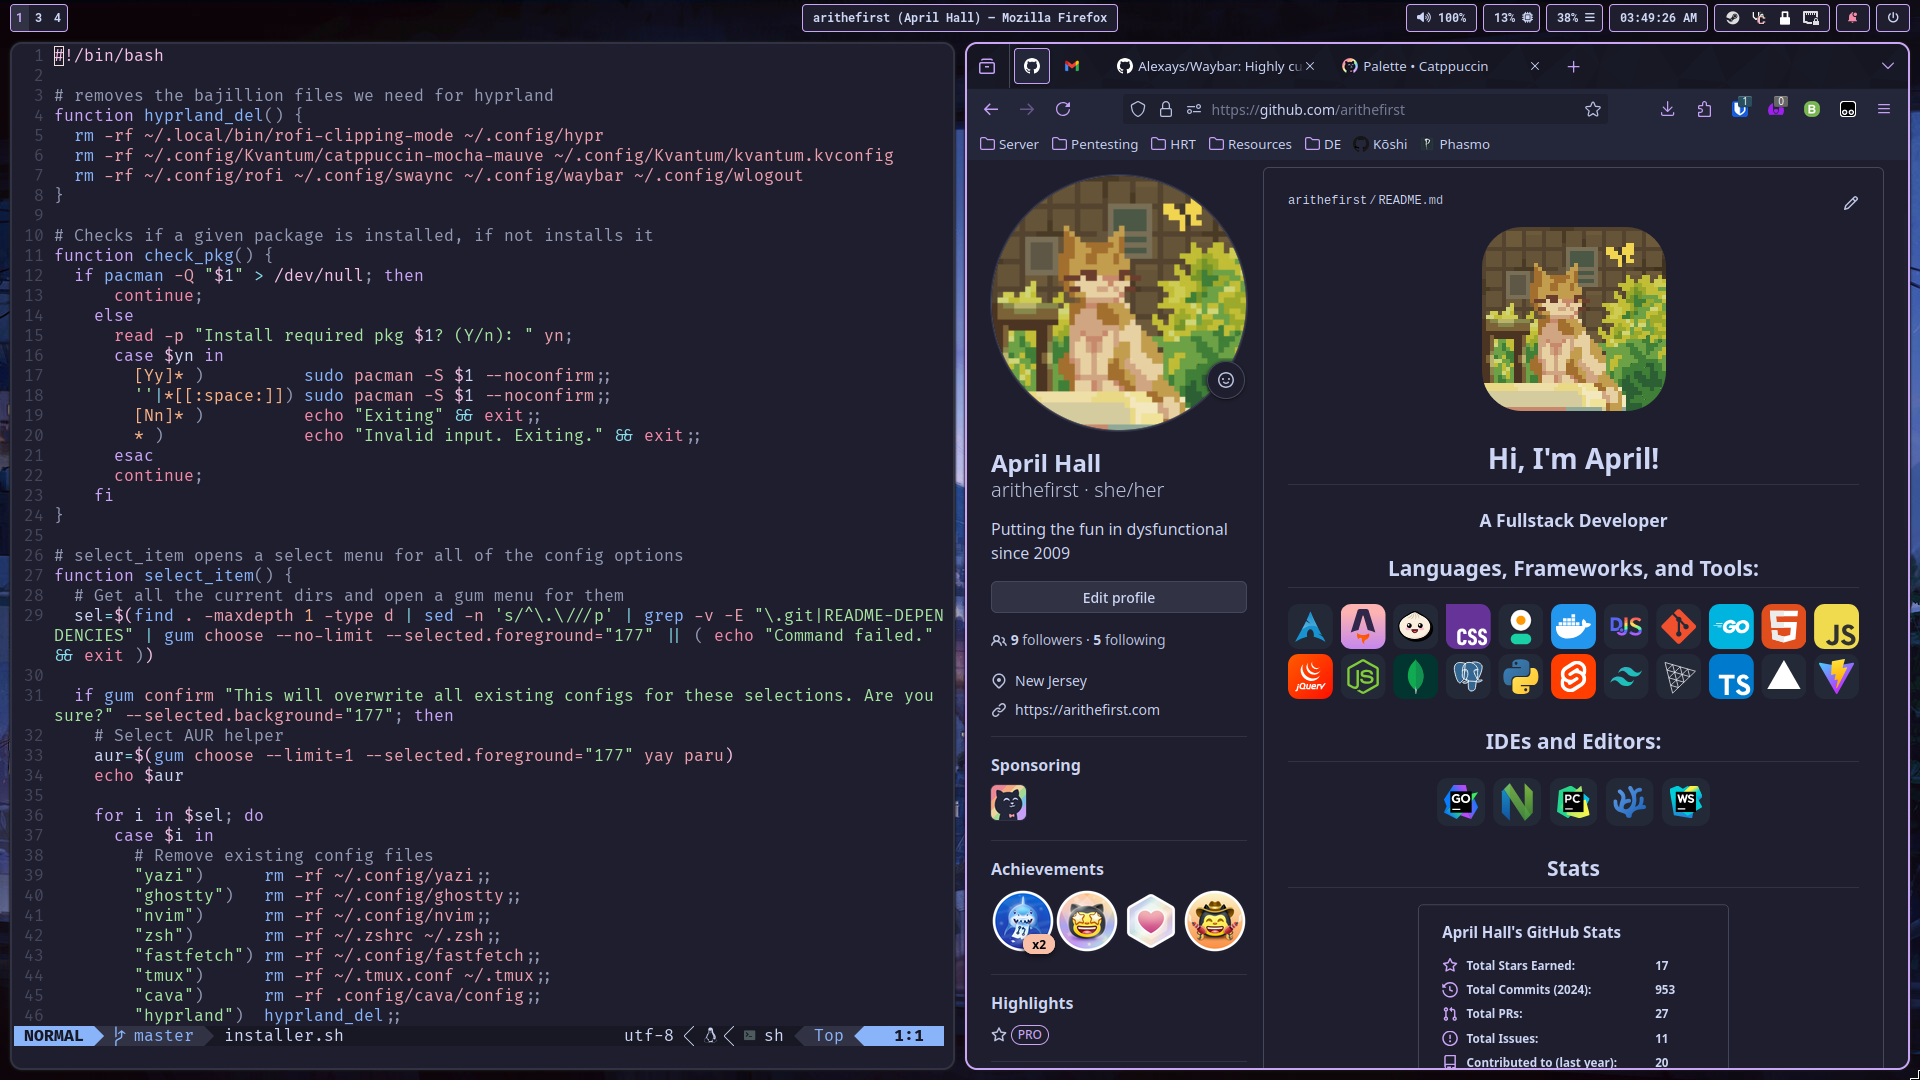 1 3 4
arithefirst (April Hall) — Mozilla Firefox
100%
13%
38%
03:49:26 AM
1 #!/bin/bash
2
3 # removes the bajillion files we need for hyprland
4 function hyprland_del() {
5 rm -rf ~/.local/bin/rofi-clipping-mode ~/.config/hypr
6 rm -rf ~/.config/Kvantum/catppuccin-mocha-mauve ~/.config/Kvantum/kvantum.kvconfig
7 rm -rf ~/.config/rofi ~/.config/swaync ~/.config/waybar ~/.config/wlogout
8 }
9
10 # Checks if a given package is installed, if not installs it
11 function check_pkg() {
12 if pacman -Q "$1" > /dev/null; then
13 continue;
14 else
15 read -p "Install required pkg $1? (Y/n): " yn;
16 case $yn in
17 [Yy]* ) sudo pacman -S $1 --noconfirm;;
18 ''|*[[:space:]]) sudo pacman -S $1 --noconfirm;;
19 [Nn]* ) echo "Exiting" && exit;;
20 * ) echo "Invalid input. Exiting." && exit;;
21 esac
22 continue;
23 fi
24 }
25
26 # select_item opens a select menu for all of the config options
27 function select_item() {
28 # Get all the current dirs and open a gum menu for them
29 sel=$(find . -maxdepth 1 -type d | sed -n 's/^\.\///p' | grep -v -E "\.git|README-DEPEN
DENCIES" | gum choose --no-limit --selected.foreground="177" || ( echo "Command failed."
&& exit ))
30
31 if gum confirm "This will overwrite all existing configs for these selections. Are you
sure?" --selected.background="177"; then
32 # Select AUR helper
33 aur=$(gum choose --limit=1 --selected.foreground="177" yay paru)
34 echo $aur
35
36 for i in $sel; do
37 case $i in
38 # Remove existing config files
39 "yazi") rm -rf ~/.config/yazi;;
40 "ghostty") rm -rf ~/.config/ghostty;;
41 "nvim") rm -rf ~/.config/nvim;;
42 "zsh") rm -rf ~/.zshrc ~/.zsh;;
43 "fastfetch") rm -rf ~/.config/fastfetch;;
44 "tmux") rm -rf ~/.tmux.conf ~/.tmux;;
45 "cava") rm -rf .config/cava/config;;
46 "hyprland") hyprland_del;;
NORMAL master installer.sh utf-8 sh Top 1:1
Alexays/Waybar: Highly cu
Palette • Catppuccin
https://github.com/arithefirst
1
0
B
Server Pentesting HRT Resources DE Kōshi Phasmo
April Hall
arithefirst · she/her
Putting the fun in dysfunctional
since 2009
Edit profile
9 followers · 5 following
New Jersey
https://arithefirst.com
Sponsoring
Achievements
x2
Highlights
PRO
arithefirst/README.md
Hi, I'm April!
A Fullstack Developer
Languages, Frameworks, and Tools:
CSS DJS GO JS
jQuery TS
IDEs and Editors:
GO PC WS
Stats
April Hall's GitHub Stats
Total Stars Earned: 17
Total Commits (2024): 953
Total PRs: 27
Total Issues: 11
Contributed to (last year): 20